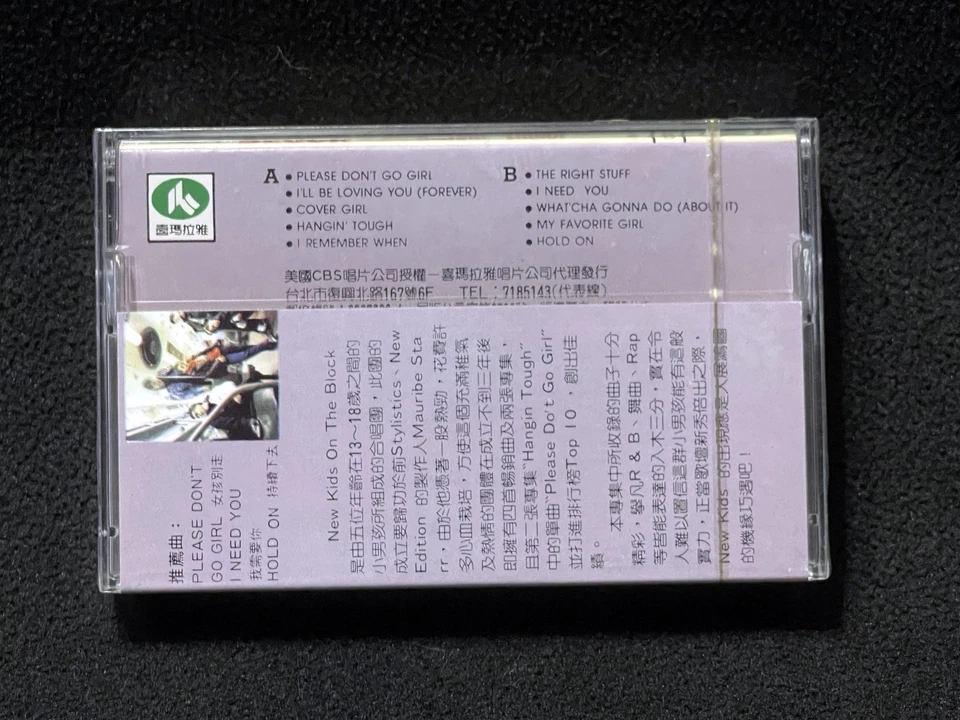 喜瑪拉雅
A
PLEASE DON'T GO GIRL
I'LL BE LOVING YOU (FOREVER)
COVER GIRL
HANGIN' TOUGH
I REMEMBER WHEN
B
THE RIGHT STUFF
I NEED YOU
WHAT'CHA GONNA DO (ABOUT IT)
MY FAVORITE GIRL
HOLD ON
美國CBS唱片公司授權—喜瑪拉雅唱片公司代理發行
台北市復興北路167號6F TEL:7185143(代表線)
推薦曲:
PLEASE DON'T
GO GIRL 女孩別走
I NEED YOU
我需要你
HOLD ON 持續下去
New Kids On The Block
是由五位年齡在13~18歲之間的
小男孩所組成的合唱團,此團的
成立要歸功於前Stylistics、New
Edition 的製作人Mauribe Sta
rr,由於他憑著一股熱勁,花費許
多心血栽培,方使這個充滿稚氣
及熱情的團體在成立不到三年後
即擁有四首暢銷曲及兩張專集,
且第二張專集"Hangin Tough"
中的單曲"Please Do't Go Girl"
並打進排行榜Top 10,創出佳
績。
本專集中所收錄的曲子十分
精彩,舉凡R & B、舞曲、Rap
等皆能表達的入木三分,實在令
人難以置信這群小男孩能有這般
實力,正當歌壇新秀倍出之際,
New Kids 的出現應是大展鴻圖
的機緣巧遇吧!